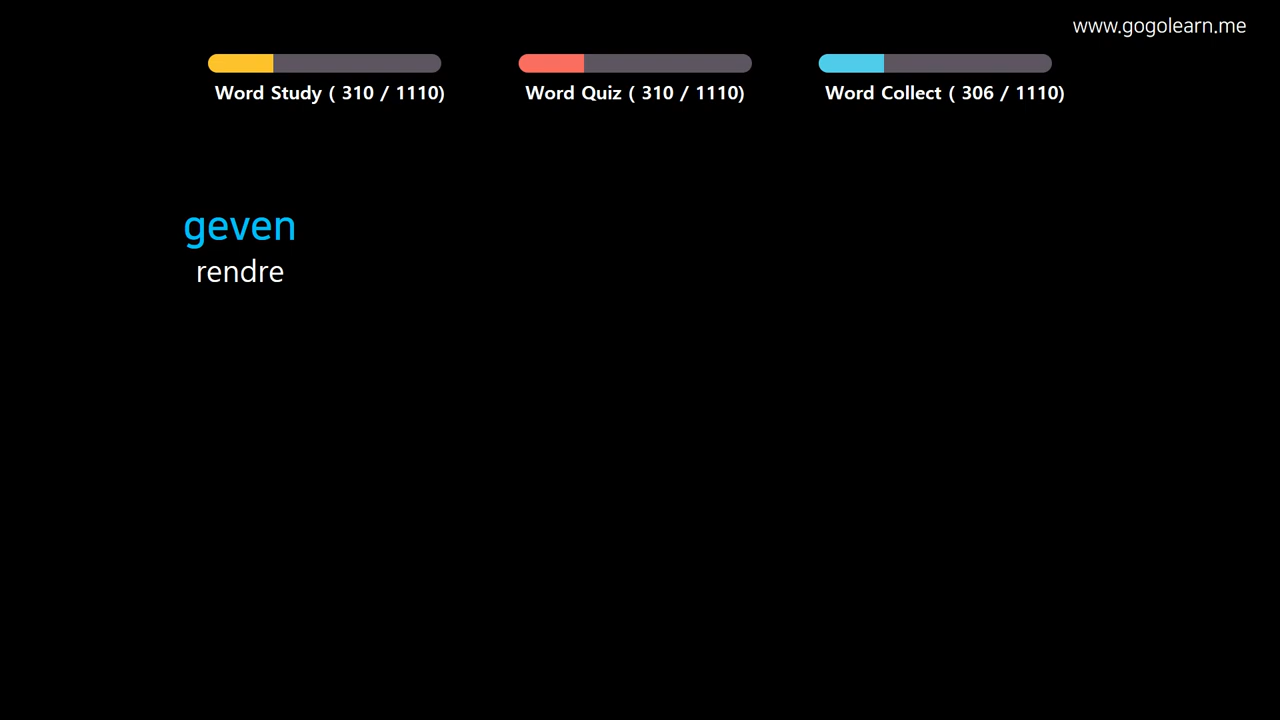 www.gogolearn.me
Word Study ( 310 / 1110)
Word Quiz ( 310 / 1110)
Word Collect ( 306 / 1110)
geven
rendre